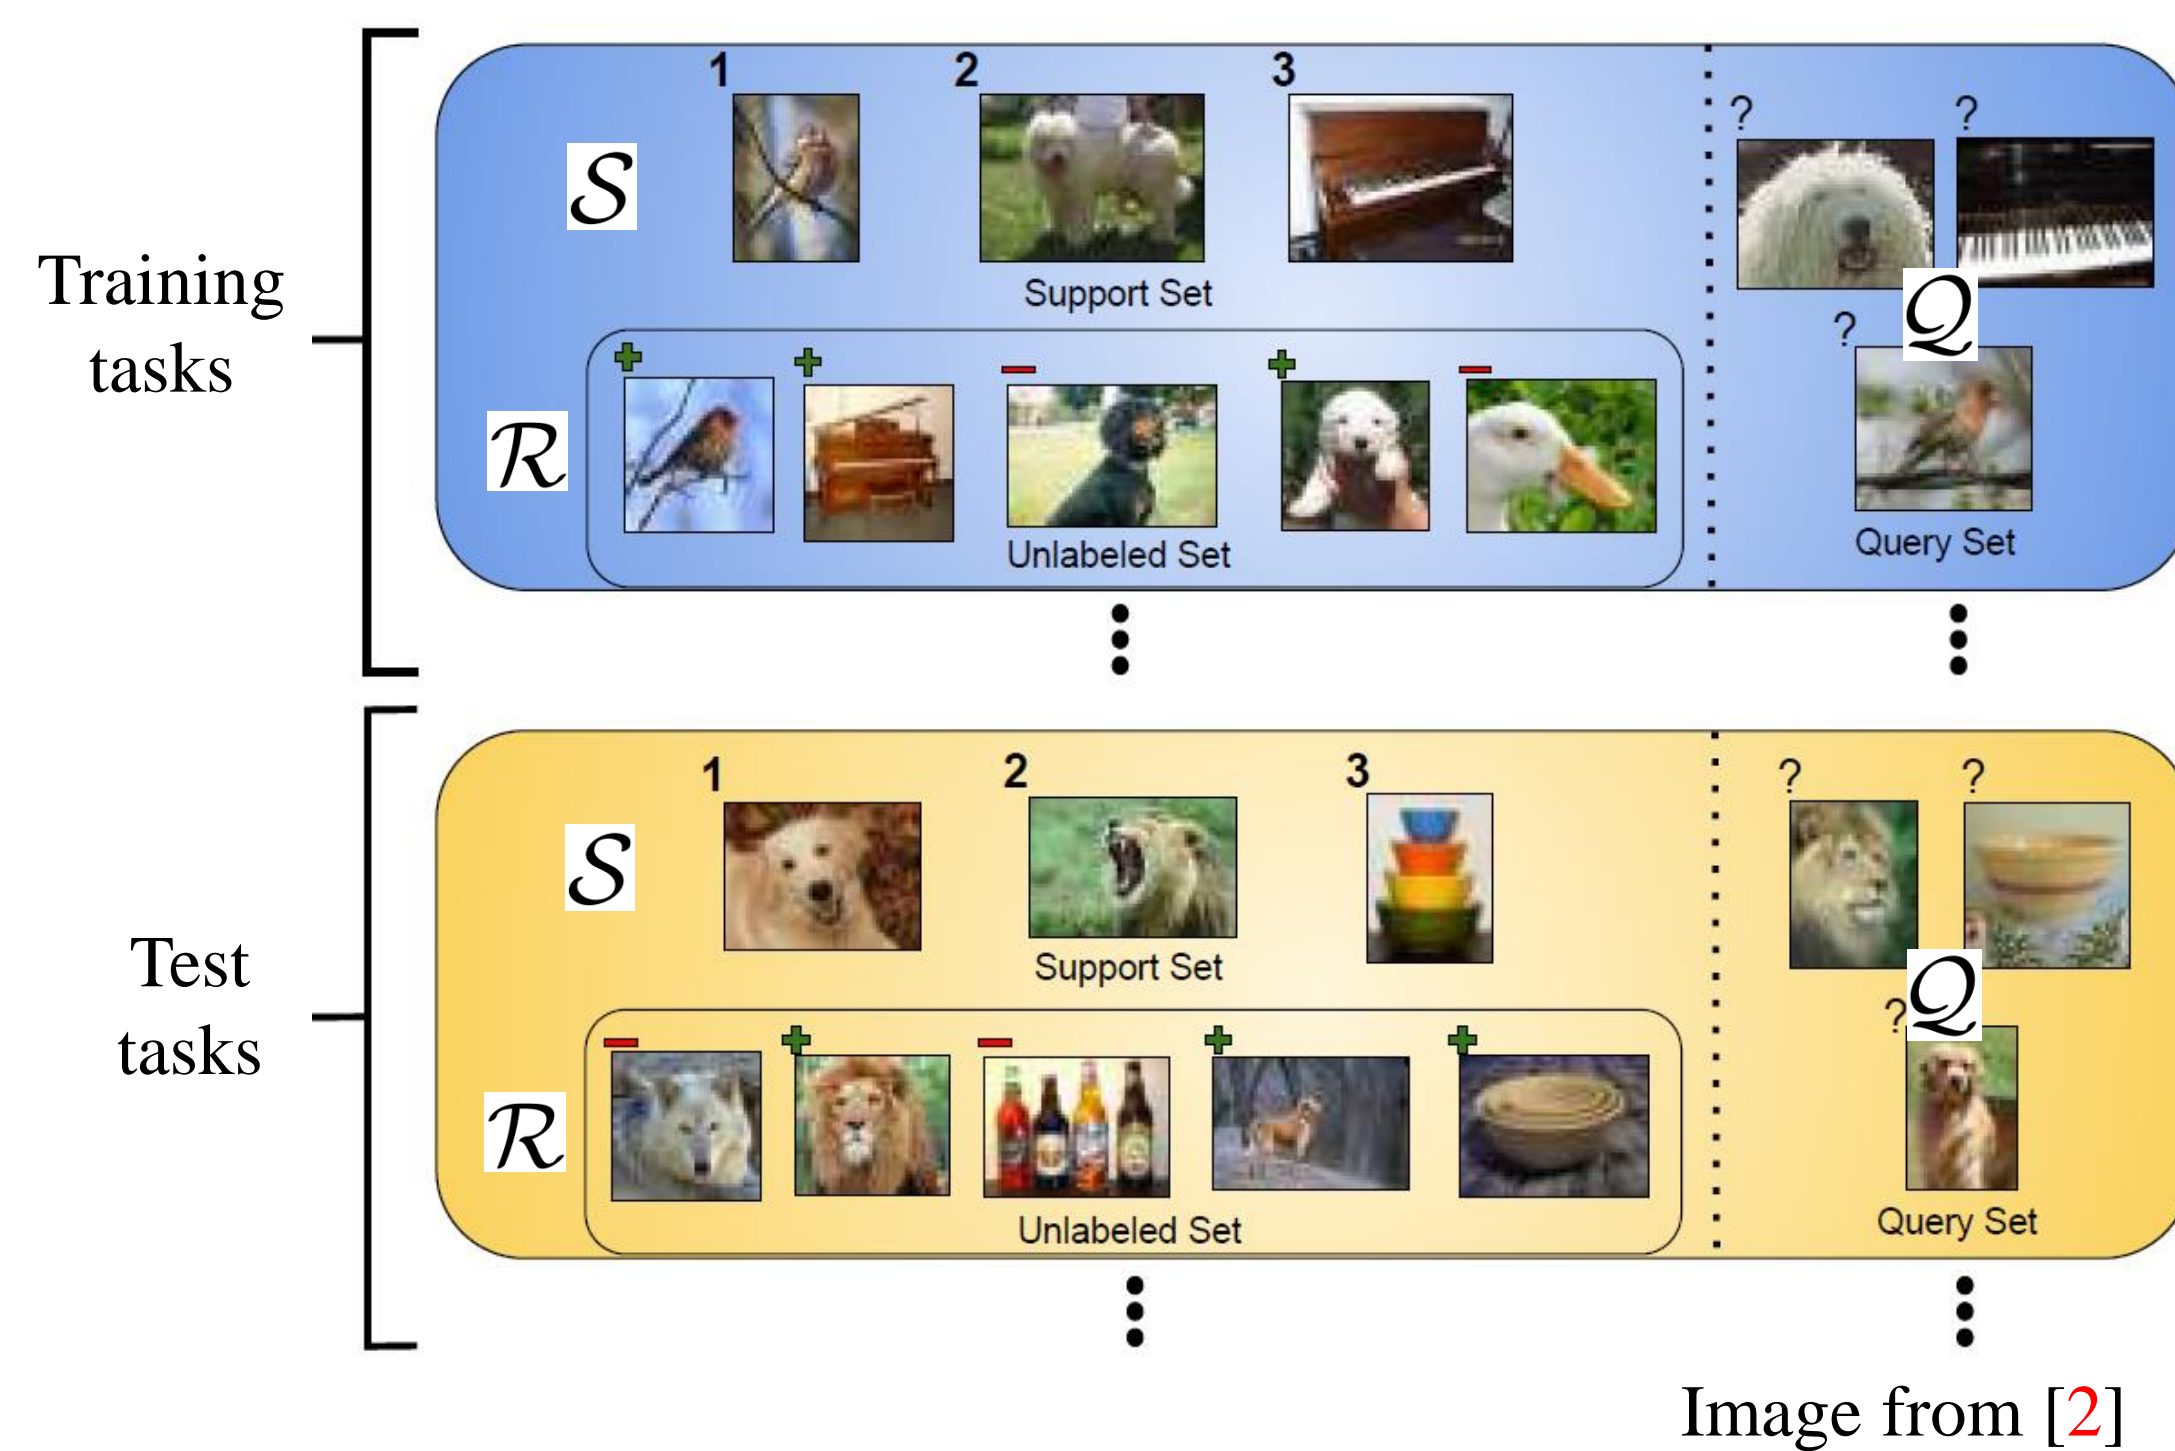 Training
tasks
1 2 3
S
Support Set
R
Unlabeled Set
? ?
Q
?
Query Set
Test
tasks
1 2 3
S
Support Set
R
Unlabeled Set
? ?
Q
?
Query Set
Image from [2]